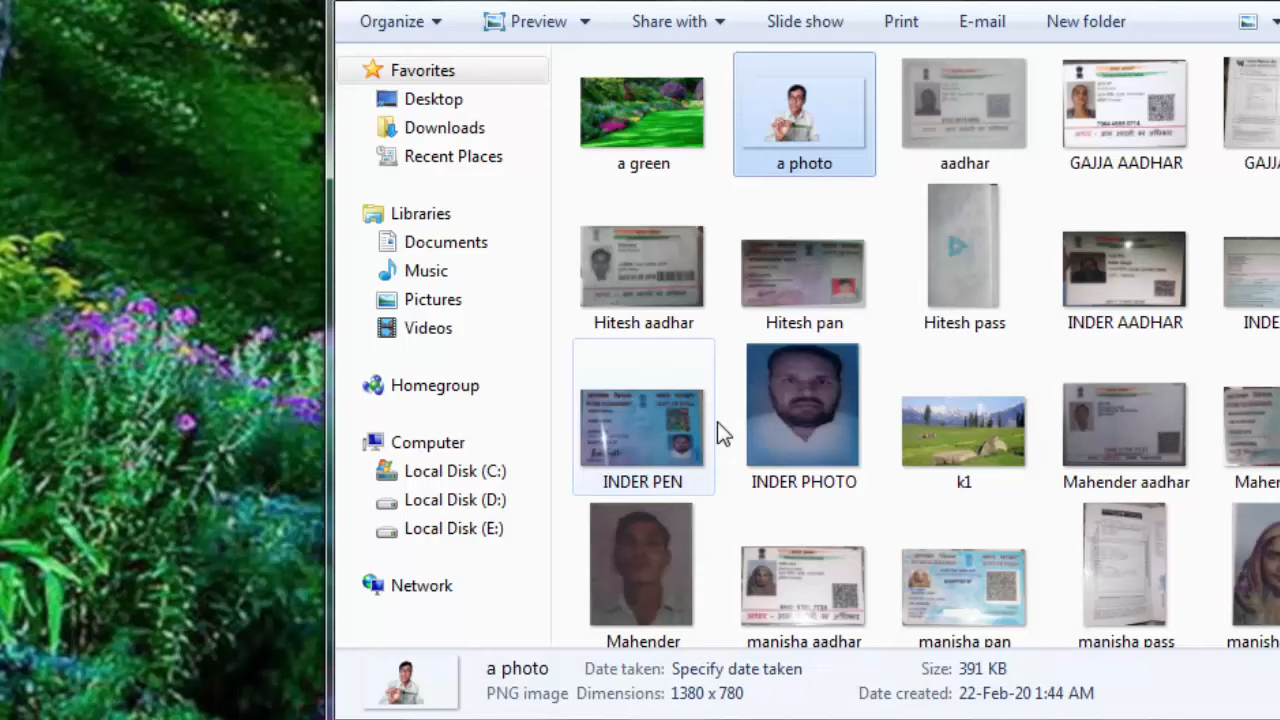 Organize Preview Share with Slide show Print E-mail New folder
Favorites
Desktop
Downloads
Recent Places
Libraries
Documents
Music
Pictures
Videos
Homegroup
Computer
Local Disk (C:)
Local Disk (D:)
Local Disk (E:)
Network
a green a photo aadhar GAJJA AADHAR
Hitesh aadhar Hitesh pan Hitesh pass INDER AADHAR
INDER PEN INDER PHOTO k1 Mahender aadhar
Mahender manisha aadhar manisha pan manisha pass
a photo Date taken: Specify date taken Size: 391 KB
PNG image Dimensions: 1380 x 780 Date created: 22-Feb-20 1:44 AM